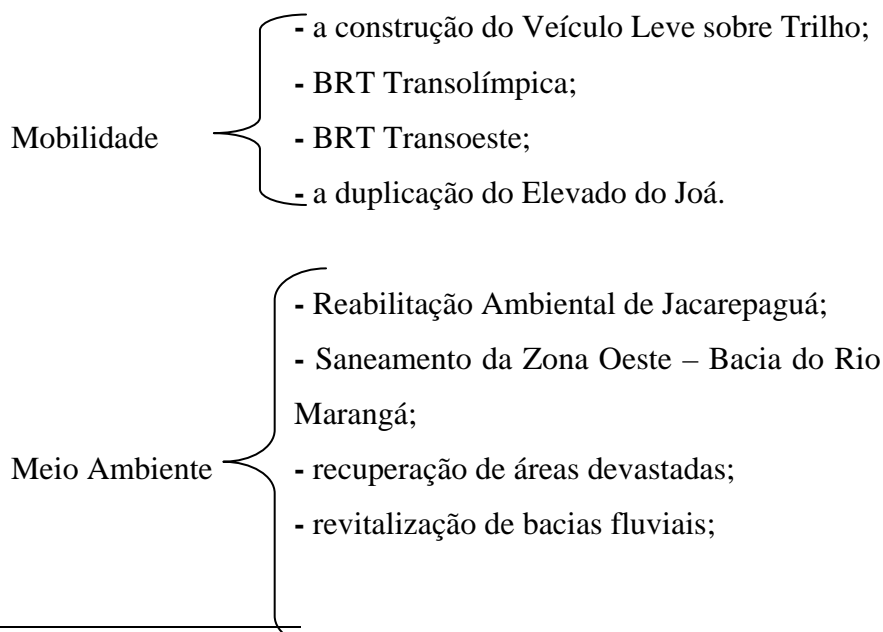 - a construção do Veículo Leve sobre Trilho;
- BRT Transolímpica;
Mobilidade - BRT Transoeste;
- a duplicação do Elevado do Joá.
- Reabilitação Ambiental de Jacarepaguá;
- Saneamento da Zona Oeste – Bacia do Rio
Marangá;
Meio Ambiente - recuperação de áreas devastadas;
- revitalização de bacias fluviais;